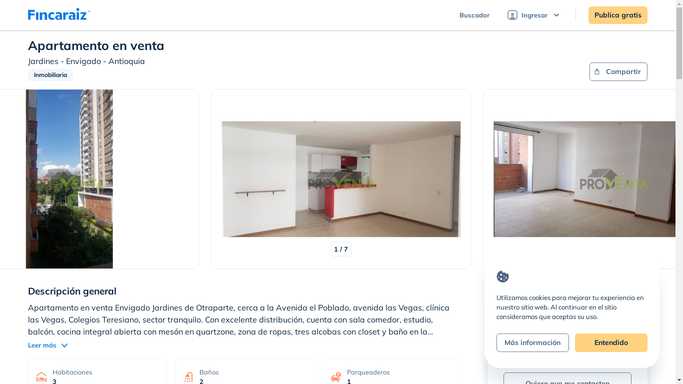 Fincaraiz
Buscador
Ingresar
Publica gratis
Apartamento en venta
Jardines - Envigado - Antioquia
Inmobiliaria
Compartir
PROVENZA
1 / 7
Descripción general
Apartamento en venta Envigado Jardines de Otraparte, cerca a la Avenida el Poblado, avenida las Vegas, clínica
las Vegas, Colegios Teresiano, sector tranquilo. Con excelente distribución, cuenta con sala comedor, estudio,
balcón, cocina integral abierta con mesón en quartzone, zona de ropas, tres alcobas con closet y baño en la...
Leer más
Habitaciones
3
Baños
2
Parqueaderos
1
Utilizamos cookies para mejorar tu experiencia en
nuestro sitio web. Al continuar en el sitio
consideramos que aceptas su uso.
Más información
Entendido
Quiero que me contacten